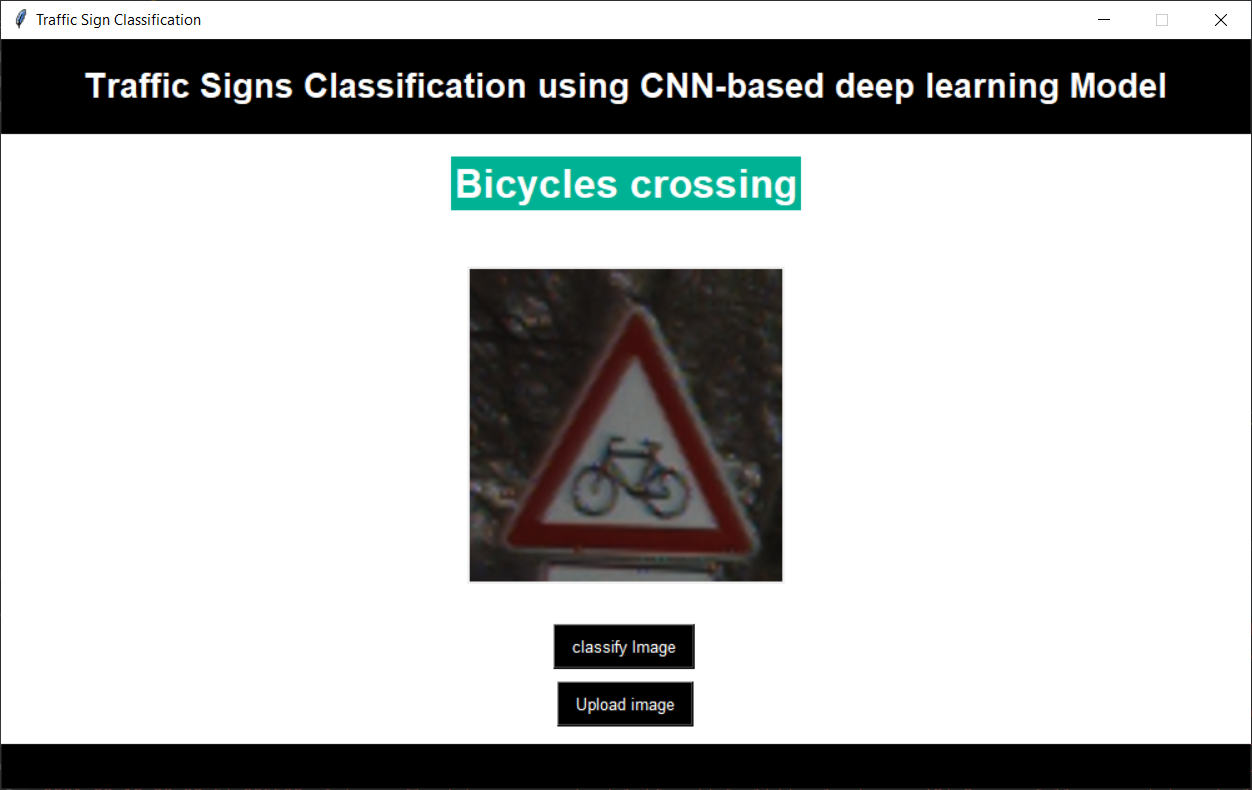 Traffic Sign Classification
Traffic Signs Classification using CNN-based deep learning Model
Bicycles crossing
classify Image
Upload image